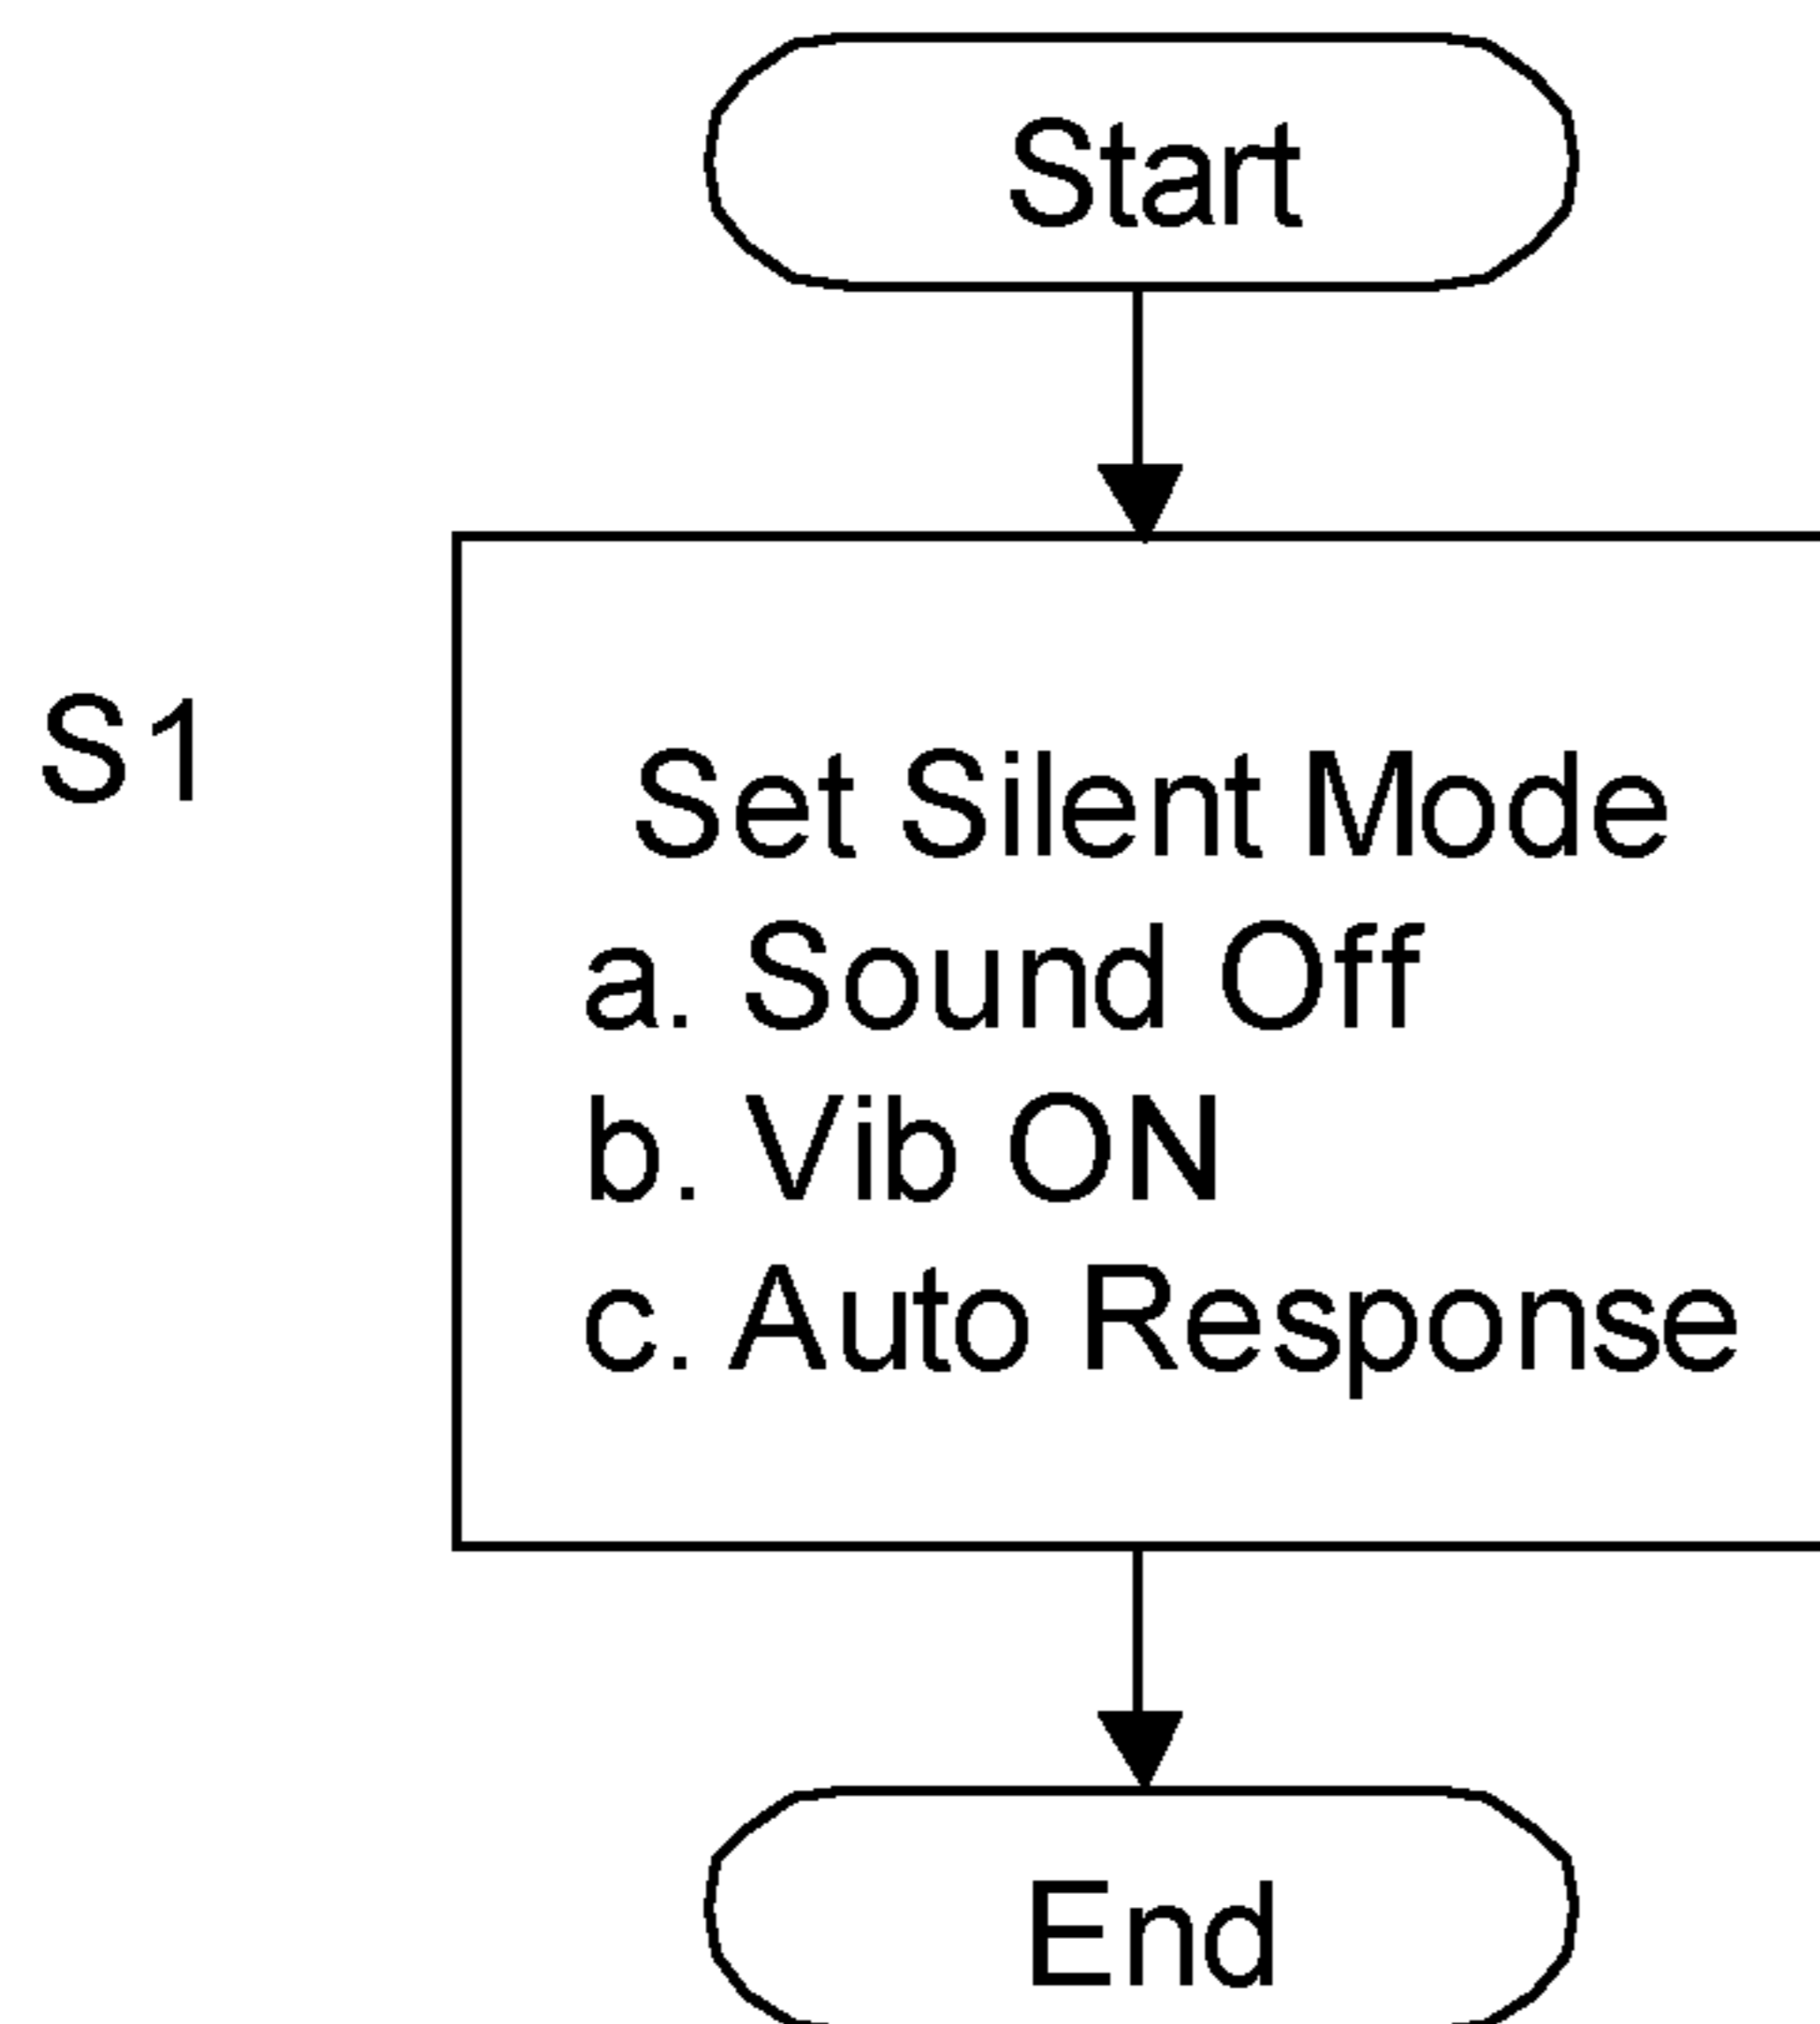 Start
S1
Set Silent Mode
a. Sound Off
b. Vib ON
c. Auto Response
End